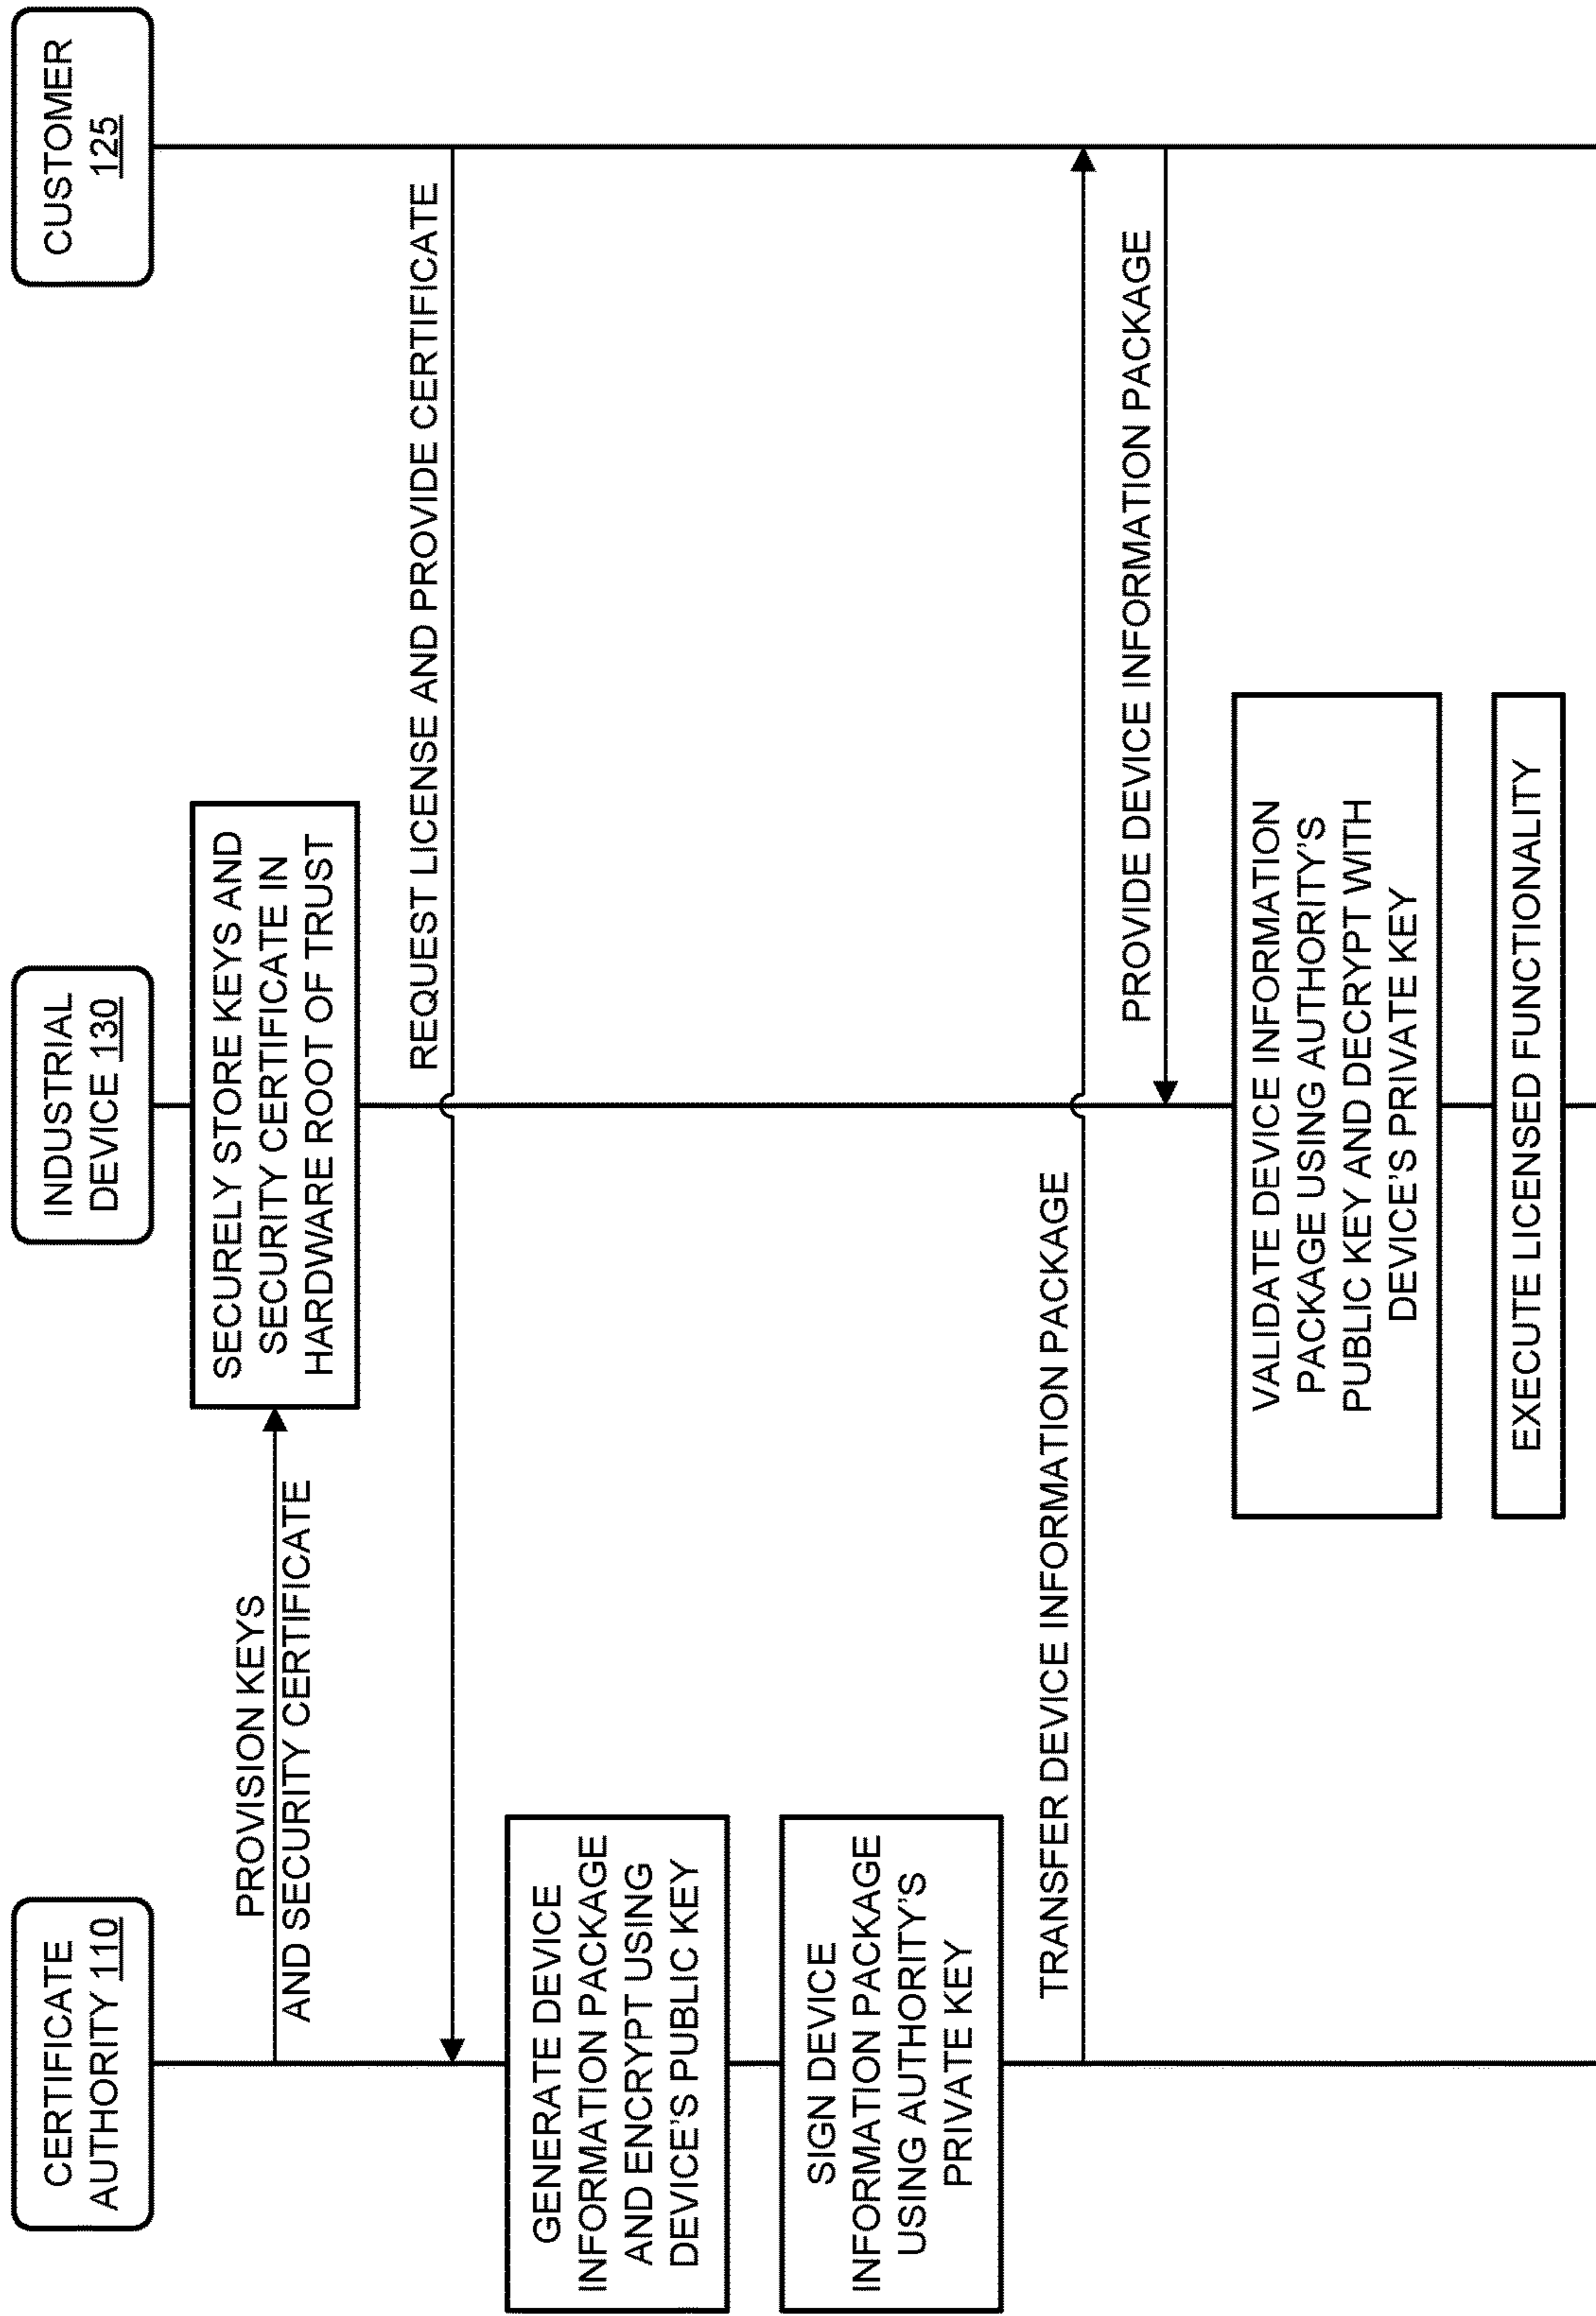 CERTIFICATE
AUTHORITY 110
INDUSTRIAL
DEVICE 130
CUSTOMER
125
PROVISION KEYS
AND SECURITY CERTIFICATE
SECURELY STORE KEYS AND
SECURITY CERTIFICATE IN
HARDWARE ROOT OF TRUST
REQUEST LICENSE AND PROVIDE CERTIFICATE
GENERATE DEVICE
INFORMATION PACKAGE
AND ENCRYPT USING
DEVICE'S PUBLIC KEY
SIGN DEVICE
INFORMATION PACKAGE
USING AUTHORITY'S
PRIVATE KEY
TRANSFER DEVICE INFORMATION PACKAGE
PROVIDE DEVICE INFORMATION PACKAGE
VALIDATE DEVICE INFORMATION
PACKAGE USING AUTHORITY'S
PUBLIC KEY AND DECRYPT WITH
DEVICE'S PRIVATE KEY
EXECUTE LICENSED FUNCTIONALITY